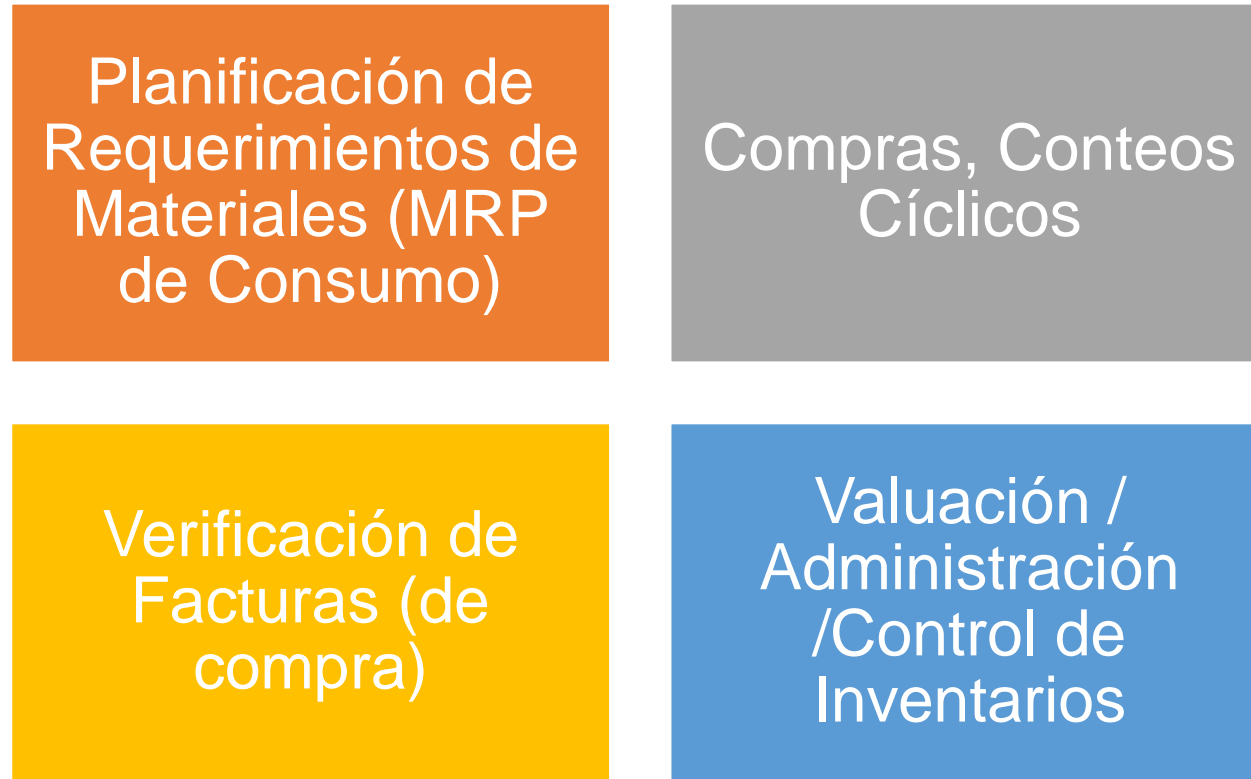 Planificación de
Requerimientos de
Materiales (MRP
de Consumo)
Compras, Conteos
Cíclicos
Verificación de
Facturas (de
compra)
Valuación /
Administración
/Control de
Inventarios